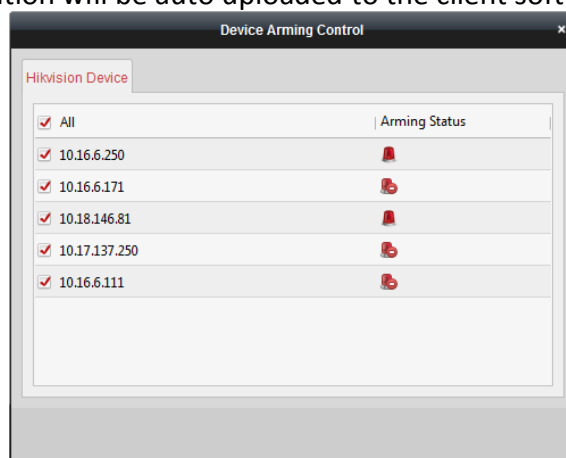 ition will be auto uploaded to the client soft
Device Arming Control ×
Hikvision Device
All Arming Status
10.16.6.250
10.16.6.171
10.18.146.81
10.17.137.250
10.16.6.111